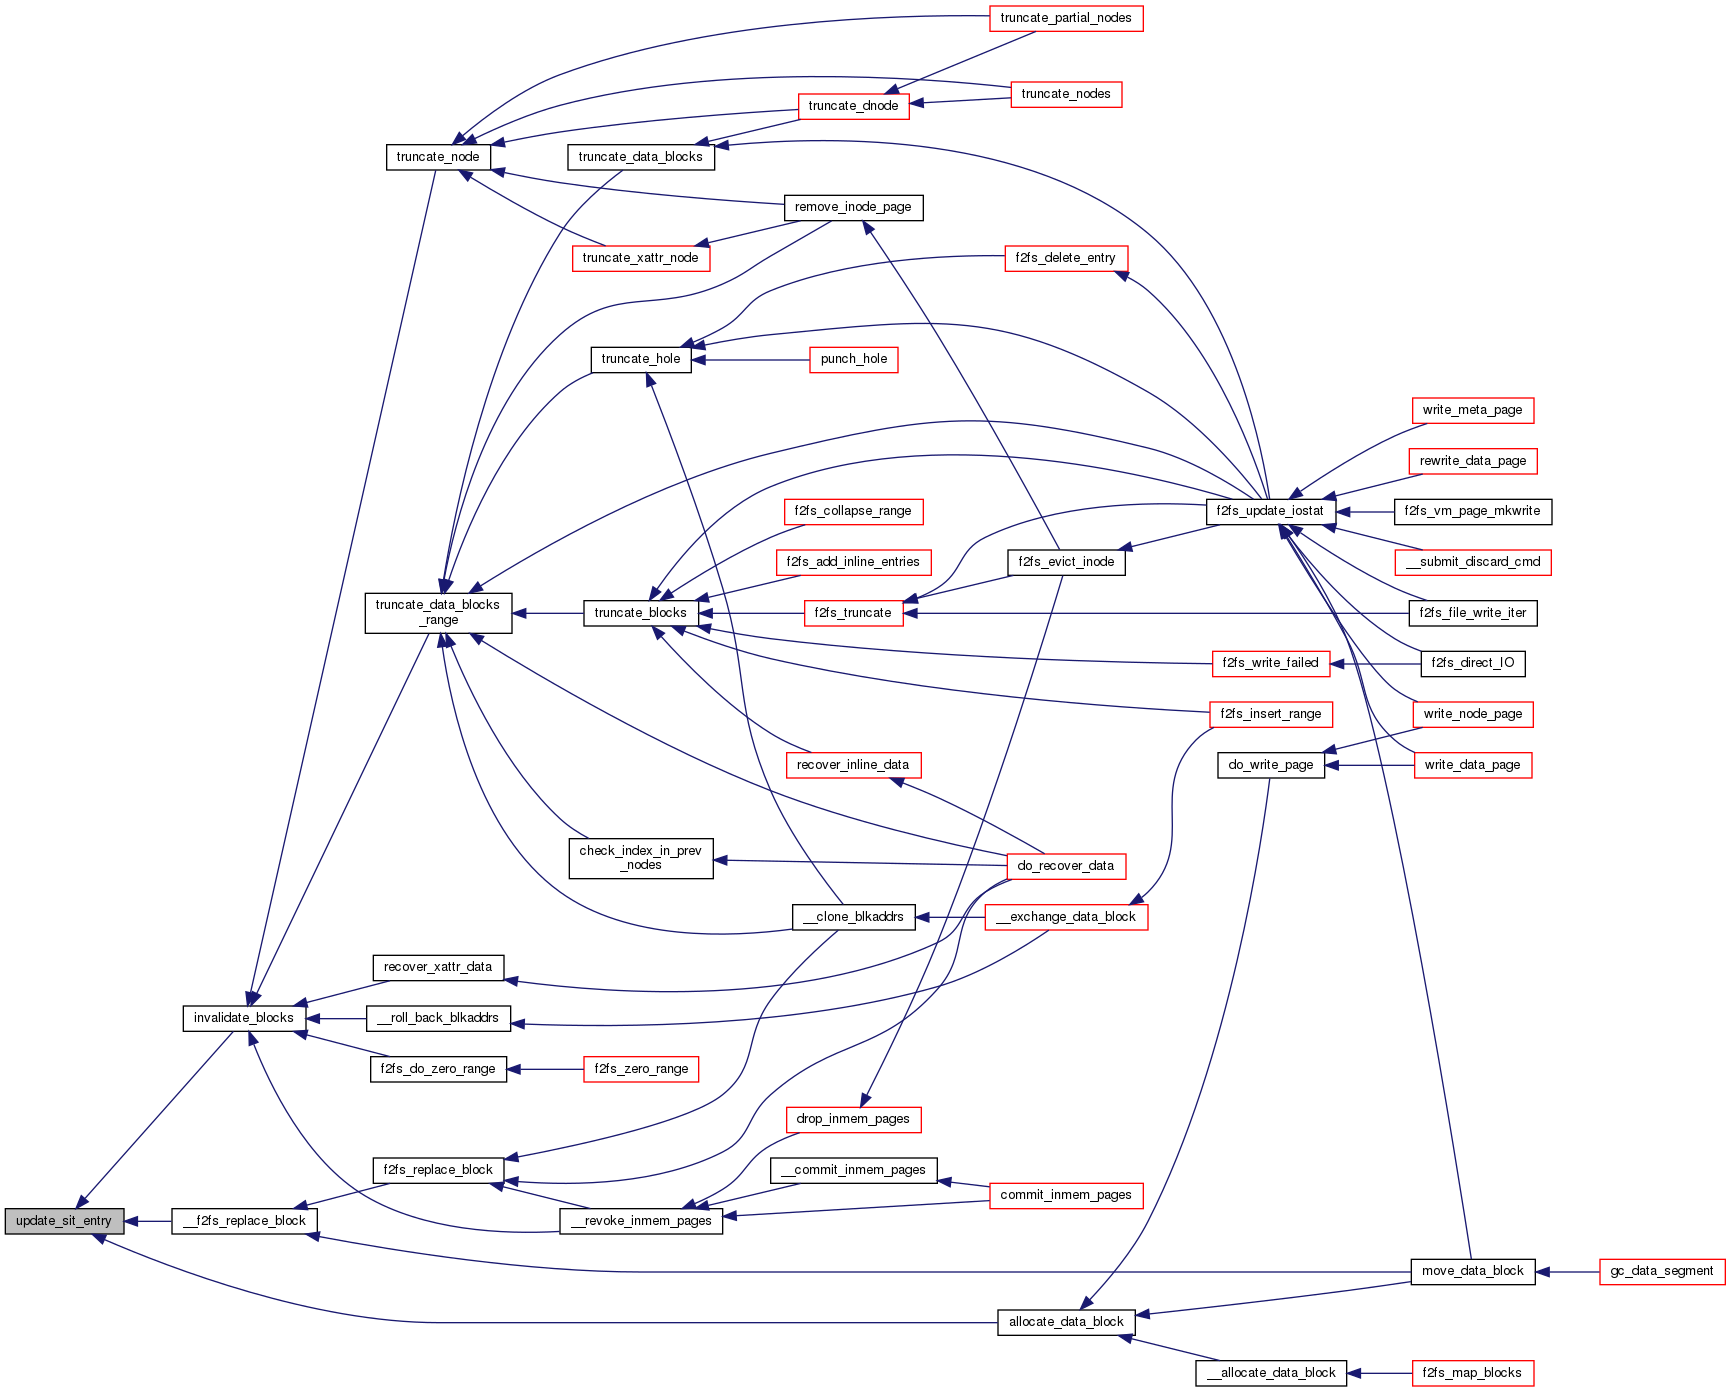 truncate_partial_nodes
truncate_nodes
truncate_dnode
truncate_node
truncate_data_blocks
remove_inode_page
truncate_xattr_node
f2fs_delete_entry
truncate_hole
punch_hole
write_meta_page
rewrite_data_page
f2fs_collapse_range
f2fs_update_iostat
f2fs_vm_page_mkwrite
f2fs_add_inline_entries
f2fs_evict_inode
__submit_discard_cmd
truncate_data_blocks
_range
truncate_blocks
f2fs_truncate
f2fs_file_write_iter
f2fs_write_failed
f2fs_direct_IO
f2fs_insert_range
write_node_page
recover_inline_data
do_write_page
write_data_page
check_index_in_prev
_nodes
do_recover_data
__clone_blkaddrs
__exchange_data_block
recover_xattr_data
invalidate_blocks
__roll_back_blkaddrs
f2fs_do_zero_range
f2fs_zero_range
drop_inmem_pages
f2fs_replace_block
__commit_inmem_pages
commit_inmem_pages
update_sit_entry
__f2fs_replace_block
__revoke_inmem_pages
move_data_block
gc_data_segment
allocate_data_block
__allocate_data_block
f2fs_map_blocks